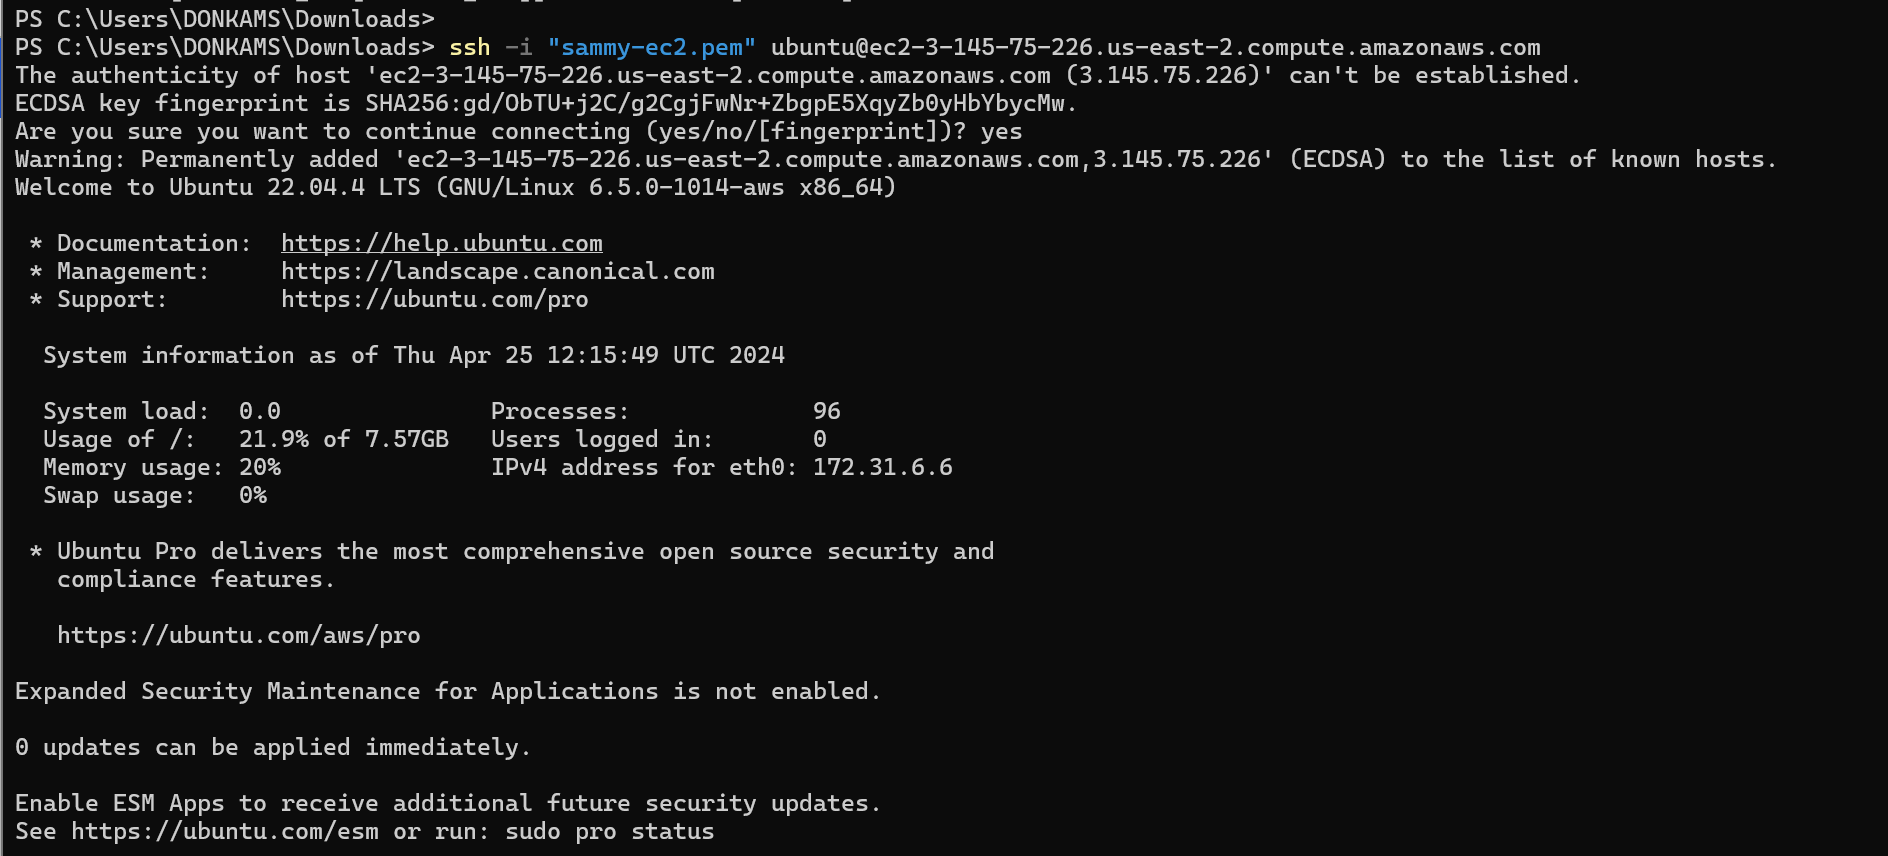 PS C:\Users\DONKAMS\Downloads>
PS C:\Users\DONKAMS\Downloads> ssh -i "sammy-ec2.pem" ubuntu@ec2-3-145-75-226.us-east-2.compute.amazonaws.com
The authenticity of host 'ec2-3-145-75-226.us-east-2.compute.amazonaws.com (3.145.75.226)' can't be established.
ECDSA key fingerprint is SHA256:gd/ObTU+j2C/g2CgjFwNr+ZbgpE5XqyZb0yHbYbycMw.
Are you sure you want to continue connecting (yes/no/[fingerprint])? yes
Warning: Permanently added 'ec2-3-145-75-226.us-east-2.compute.amazonaws.com,3.145.75.226' (ECDSA) to the list of known hosts.
Welcome to Ubuntu 22.04.4 LTS (GNU/Linux 6.5.0-1014-aws x86_64)

 * Documentation:  https://help.ubuntu.com
 * Management:     https://landscape.canonical.com
 * Support:        https://ubuntu.com/pro

  System information as of Thu Apr 25 12:15:49 UTC 2024

  System load:  0.0               Processes:             96
  Usage of /:   21.9% of 7.57GB   Users logged in:       0
  Memory usage: 20%               IPv4 address for eth0: 172.31.6.6
  Swap usage:   0%

 * Ubuntu Pro delivers the most comprehensive open source security and
   compliance features.

   https://ubuntu.com/aws/pro

Expanded Security Maintenance for Applications is not enabled.

0 updates can be applied immediately.

Enable ESM Apps to receive additional future security updates.
See https://ubuntu.com/esm or run: sudo pro status